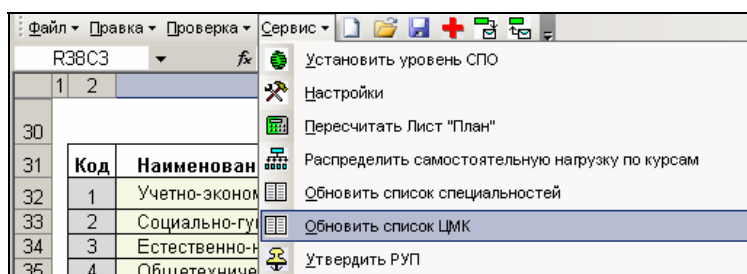 Файл Правка Проверка Сервис
R38C3 fx Установить уровень СПО
1 2
Настройки
30 Пересчитать Лист "План"
31 Код Наименован Распределить самостоятельную нагрузку по курсам
32 1 Учетно-эконом Обновить список специальностей
33 2 Социально-гу Обновить список ЦМК
34 3 Естественно-н
35 4 Общетехниче Утвердить РУП